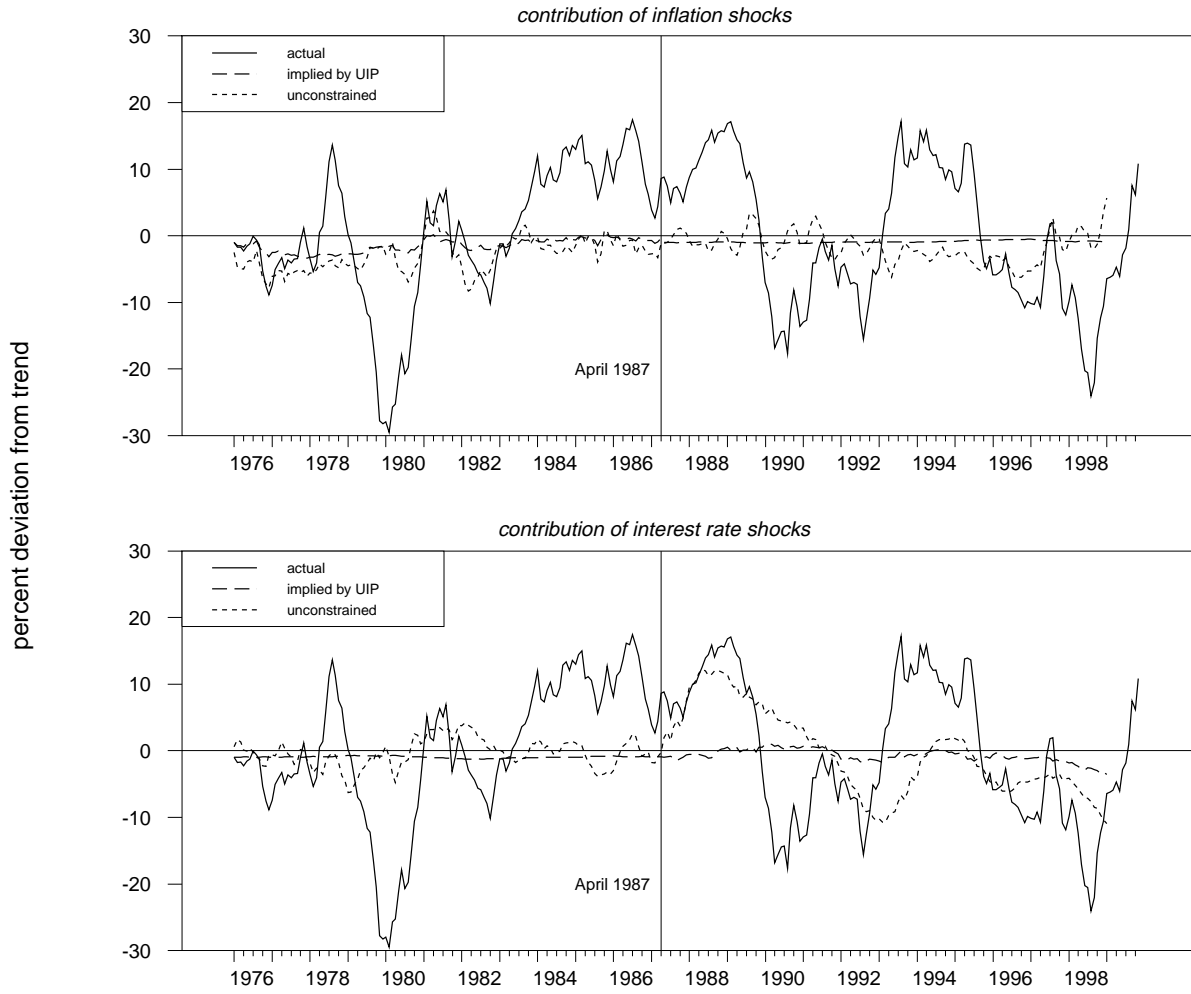 contribution of inflation shocks
30
20
10
0
-10
-20
-30
actual
implied by UIP
unconstrained
April 1987
1976 1978 1980 1982 1984 1986 1988 1990 1992 1994 1996 1998
percent deviation from trend
contribution of interest rate shocks
30
20
10
0
-10
-20
-30
actual
implied by UIP
unconstrained
April 1987
1976 1978 1980 1982 1984 1986 1988 1990 1992 1994 1996 1998